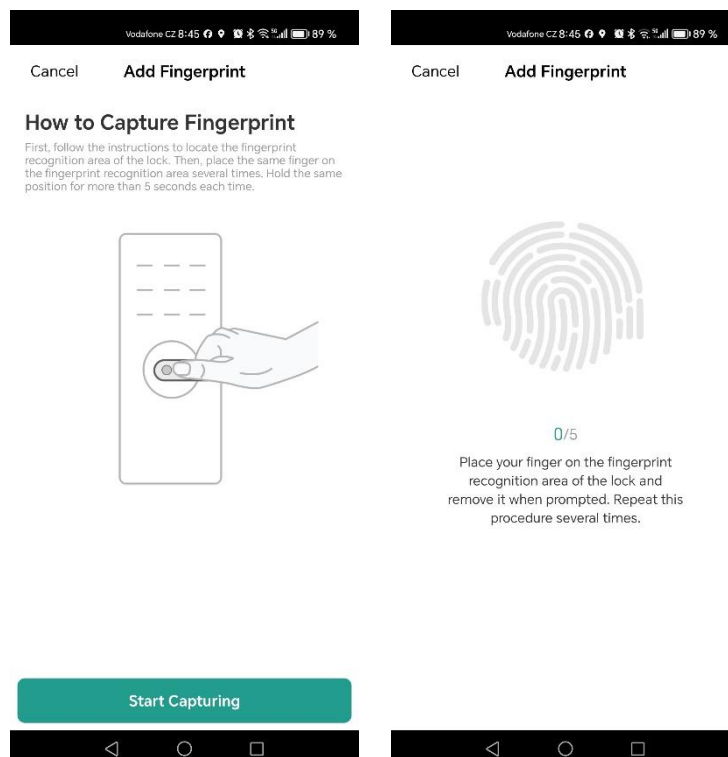 Vodafone CZ 8:45 89 %
Cancel Add Fingerprint
How to Capture Fingerprint
First, follow the instructions to locate the fingerprint
recognition area of the lock. Then, place the same finger on
the fingerprint recognition area several times. Hold the same
position for more than 5 seconds each time.
Start Capturing
Vodafone CZ 8:45 89 %
Cancel Add Fingerprint
0/5
Place your finger on the fingerprint
recognition area of the lock and
remove it when prompted. Repeat this
procedure several times.